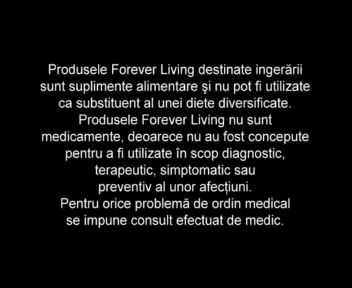 Produsele Forever Living destinate ingerării
sunt suplimente alimentare şi nu pot fi utilizate
ca substituent al unei diete diversificate.
Produsele Forever Living nu sunt
medicamente, deoarece nu au fost concepute
pentru a fi utilizate în scop diagnostic,
terapeutic, simptomatic sau
preventiv al unor afecţiuni.
Pentru orice problemă de ordin medical
se impune consult efectuat de medic.